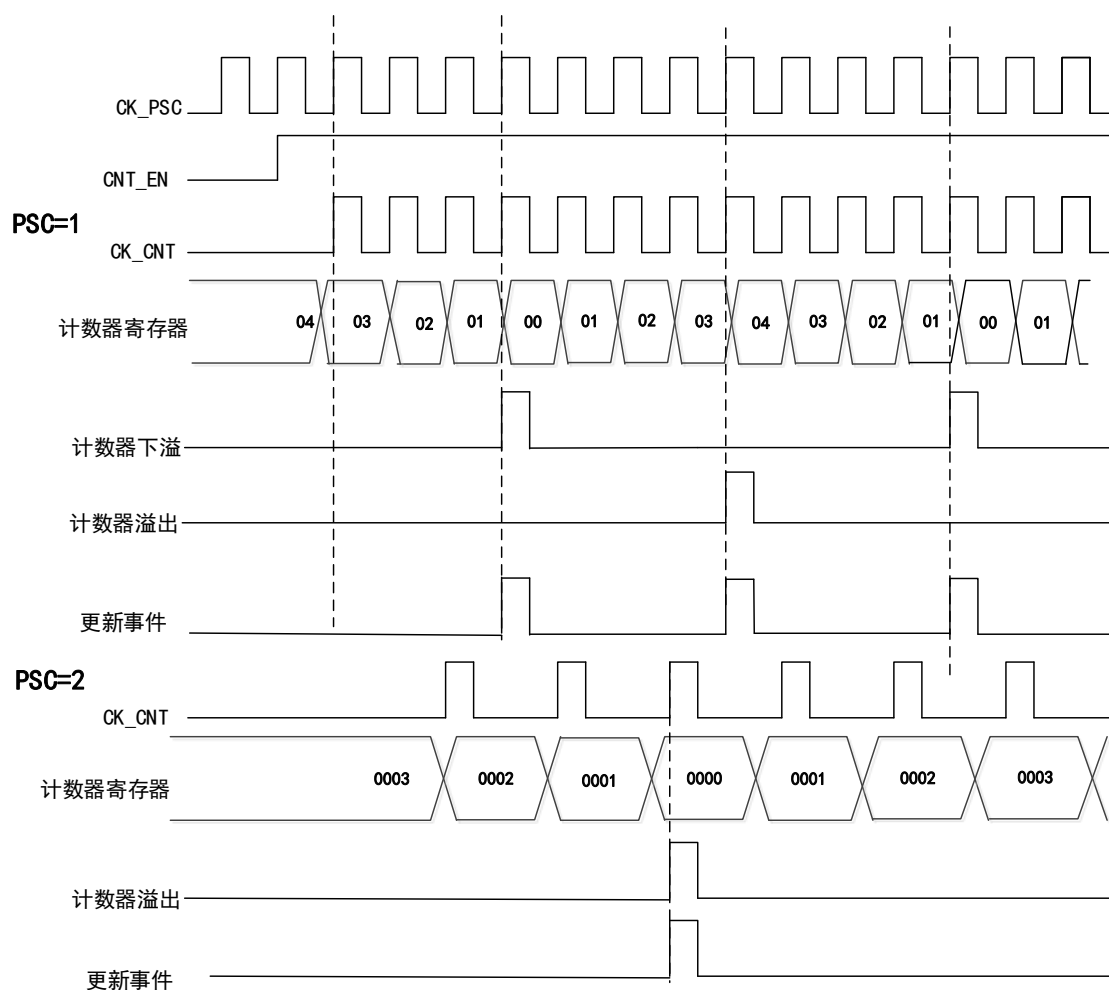 CK_PSC
CNT_EN
PSC=1
CK_CNT
计数器寄存器 04 03 02 01 00 01 02 03 04 03 02 01 00 01
计数器下溢
计数器溢出
更新事件
PSC=2
CK_CNT
计数器寄存器 0003 0002 0001 0000 0001 0002 0003
计数器溢出
更新事件